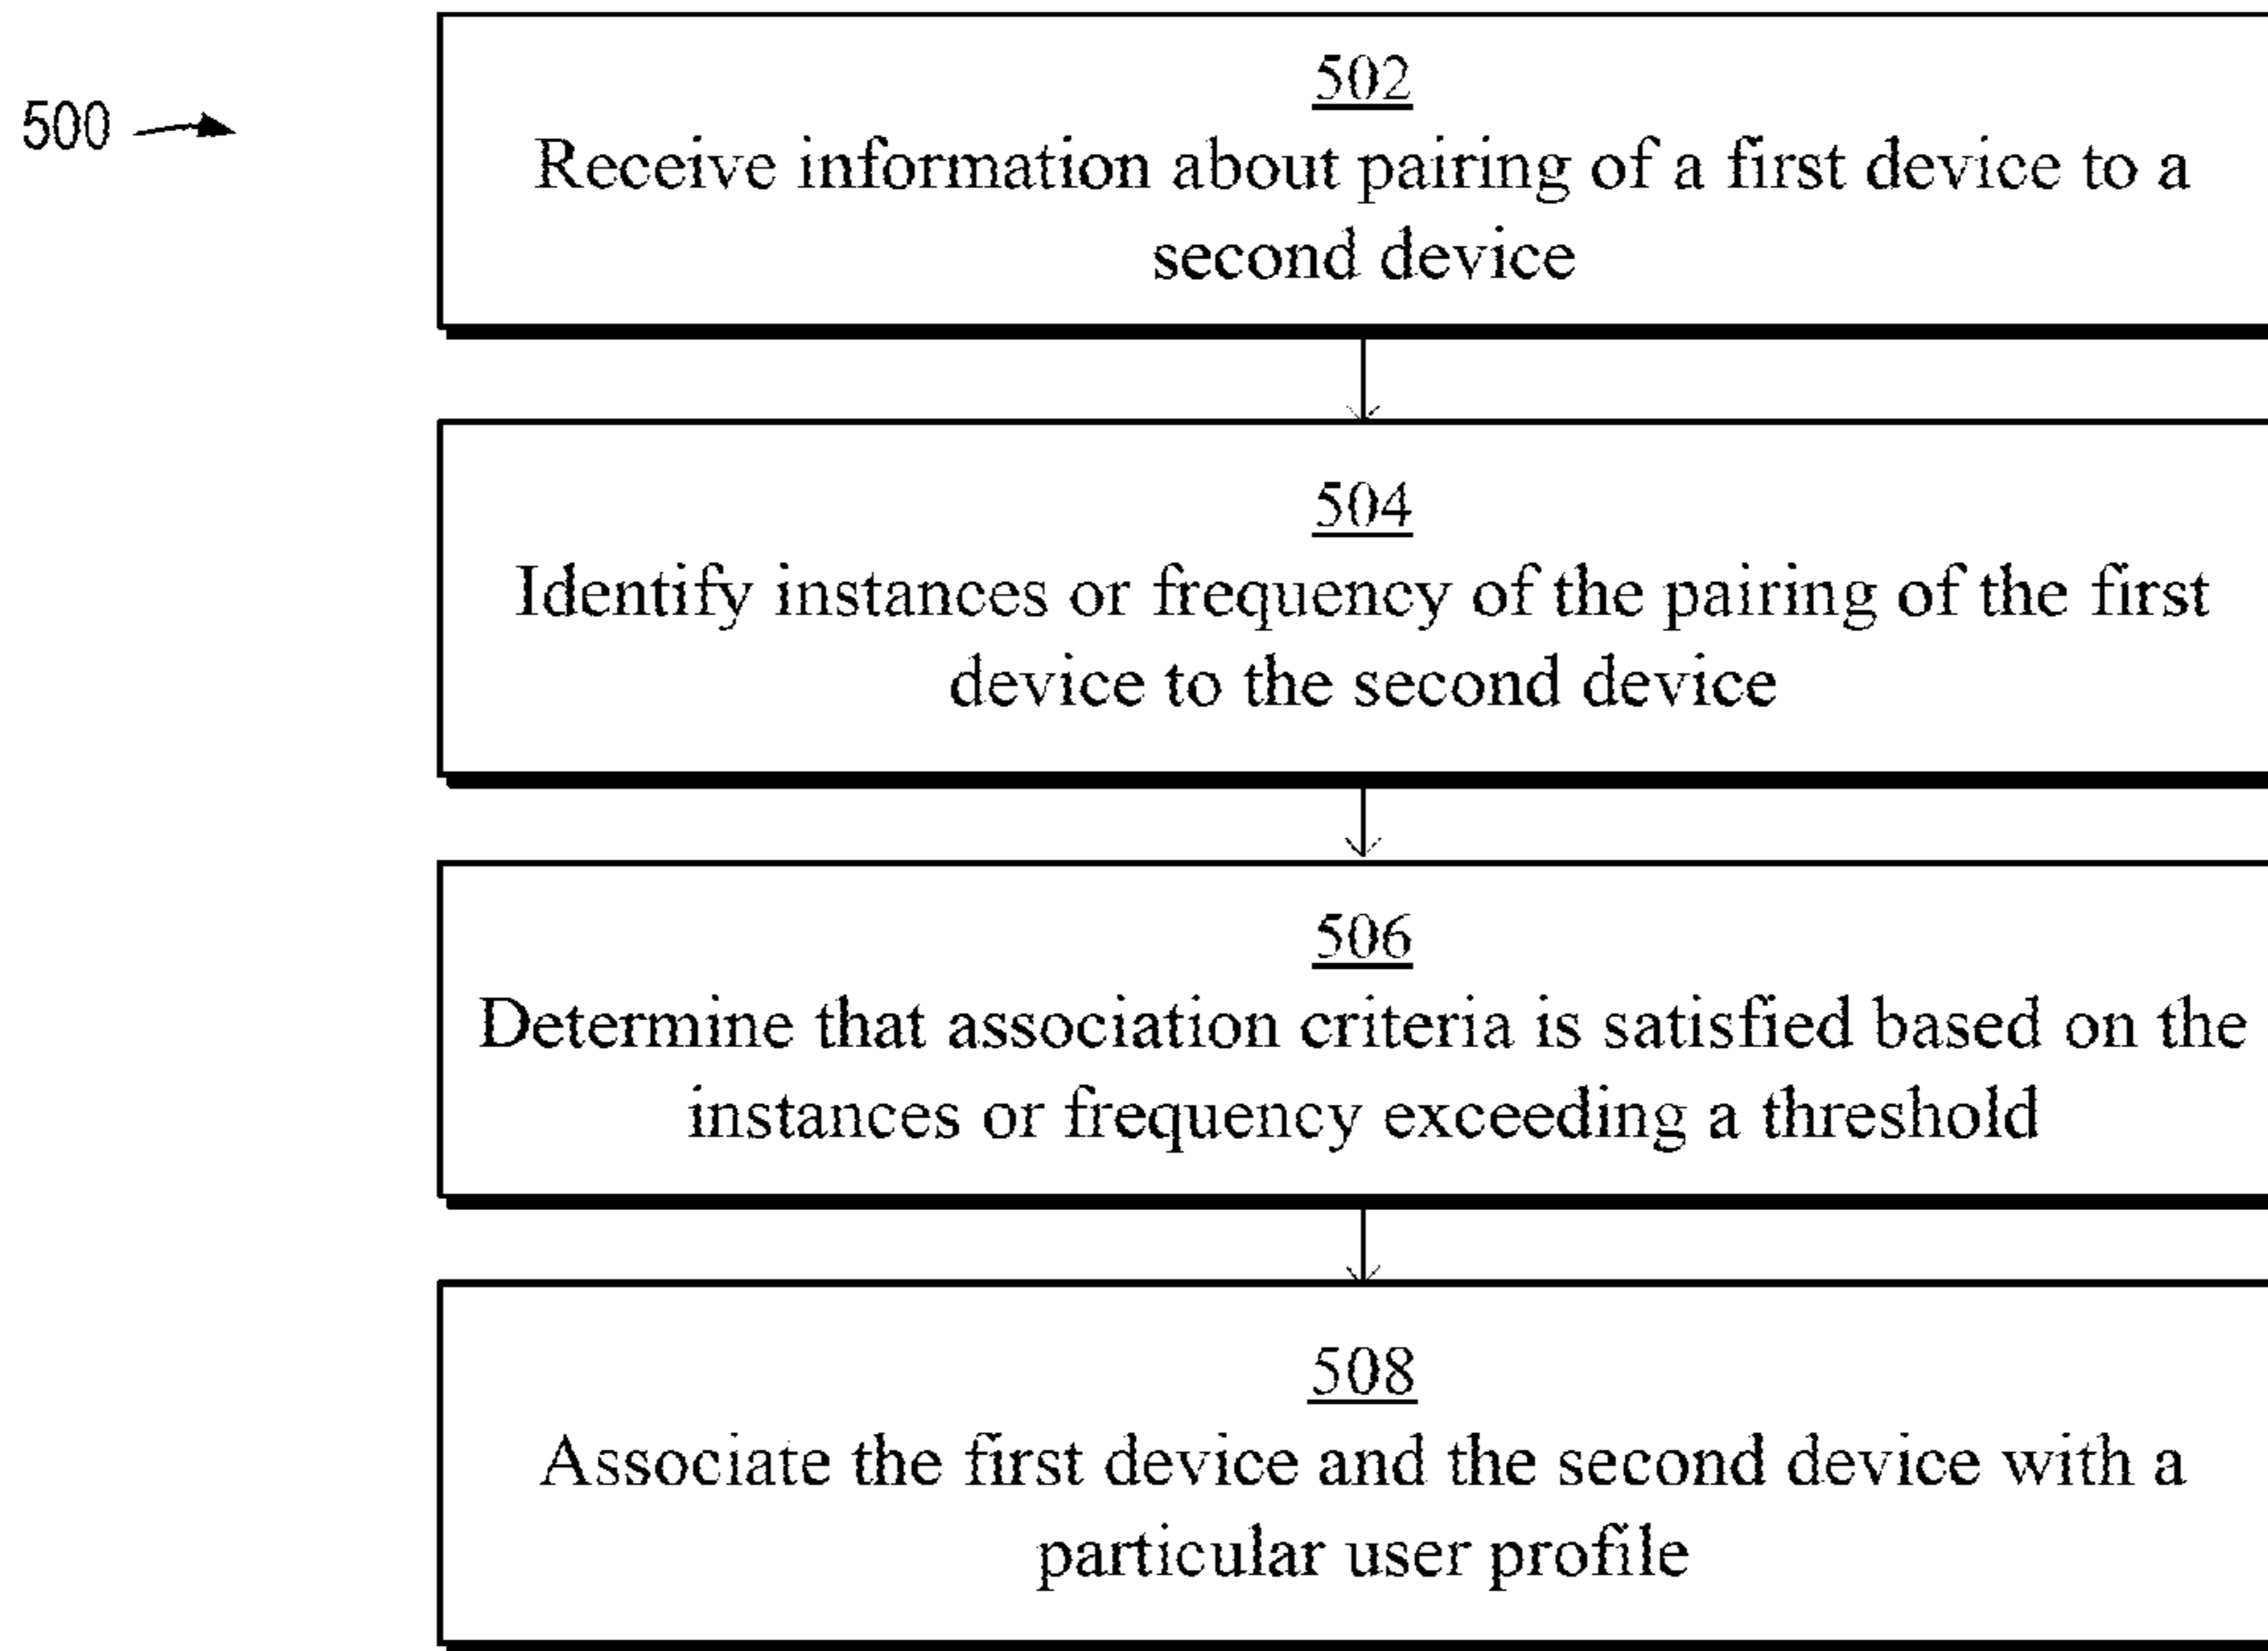 500
502
Receive information about pairing of a first device to a
second device
504
Identify instances or frequency of the pairing of the first
device to the second device
506
Determine that association criteria is satisfied based on the
instances or frequency exceeding a threshold
508
Associate the first device and the second device with a
particular user profile